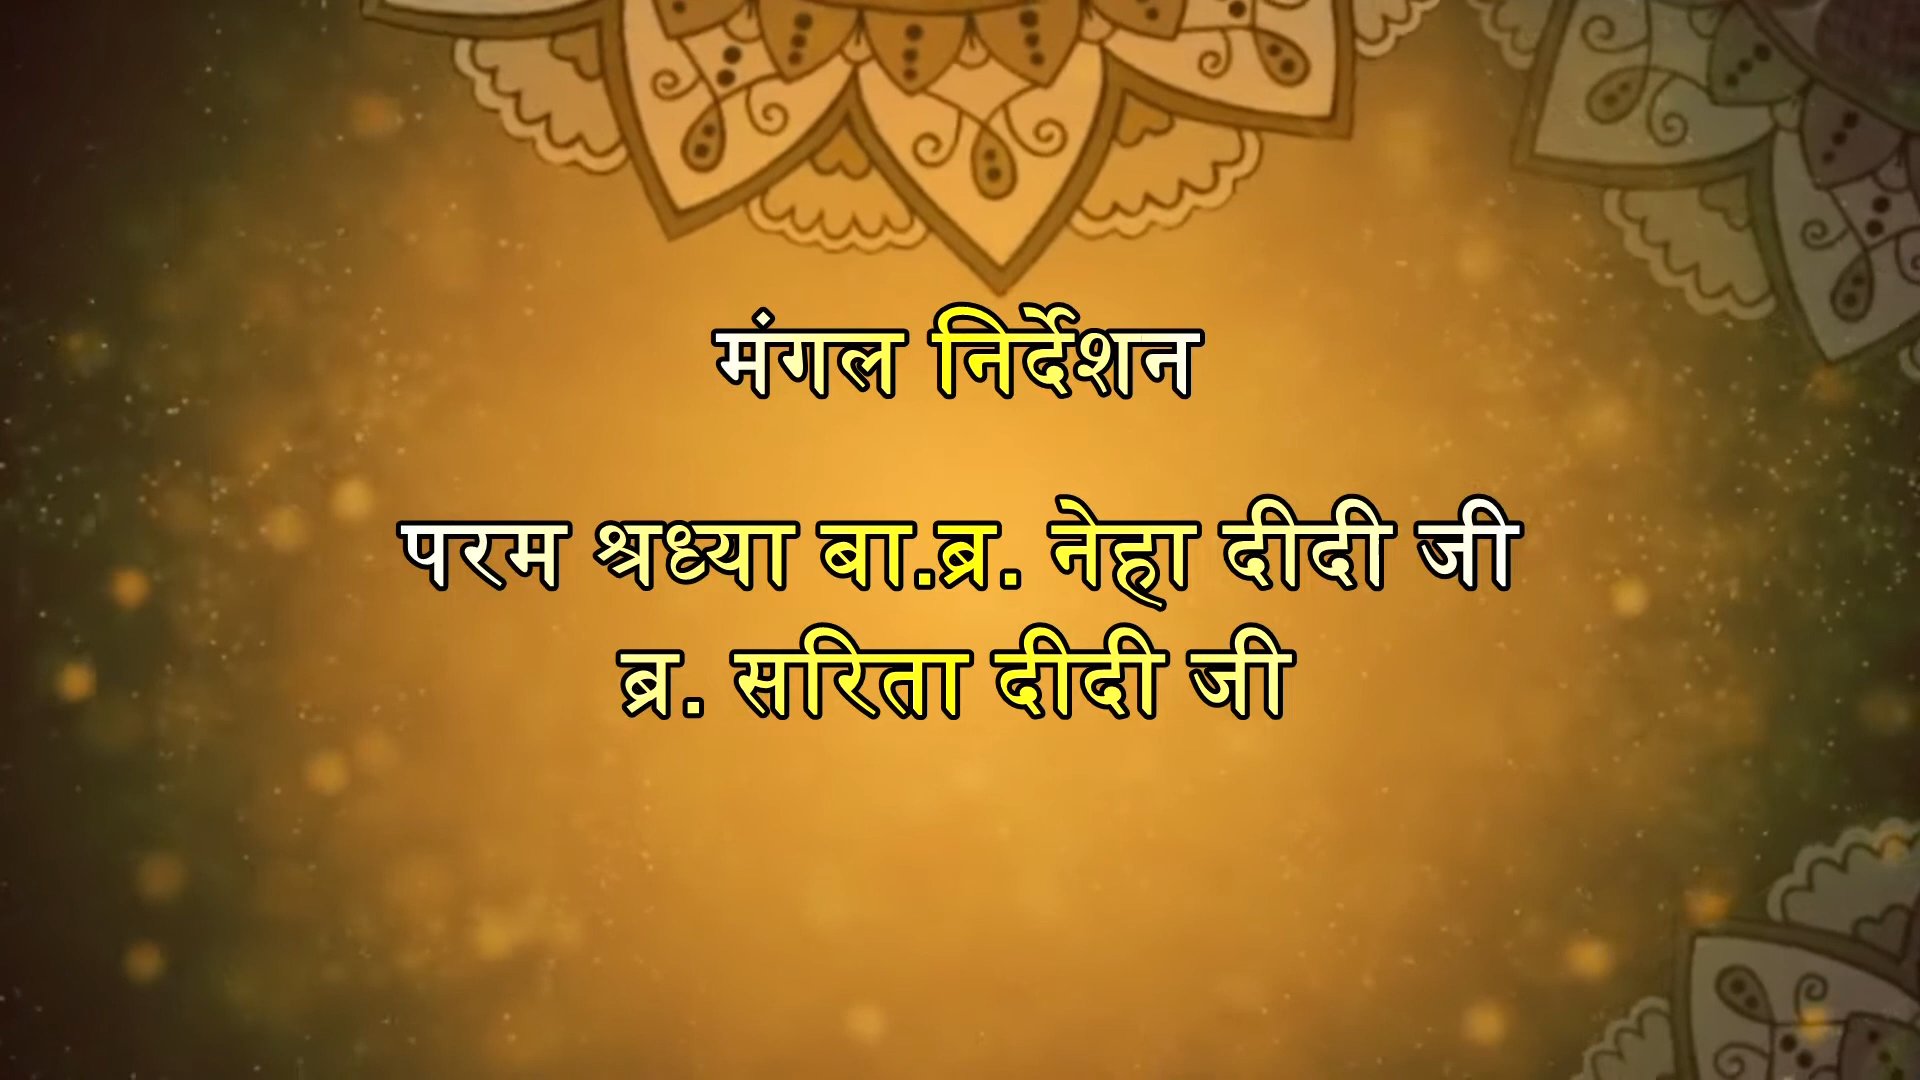 मंगल निर्देशन
परम श्रध्या बा.ब्र. नेहा दीदी जी
ब्र. सरिता दीदी जी